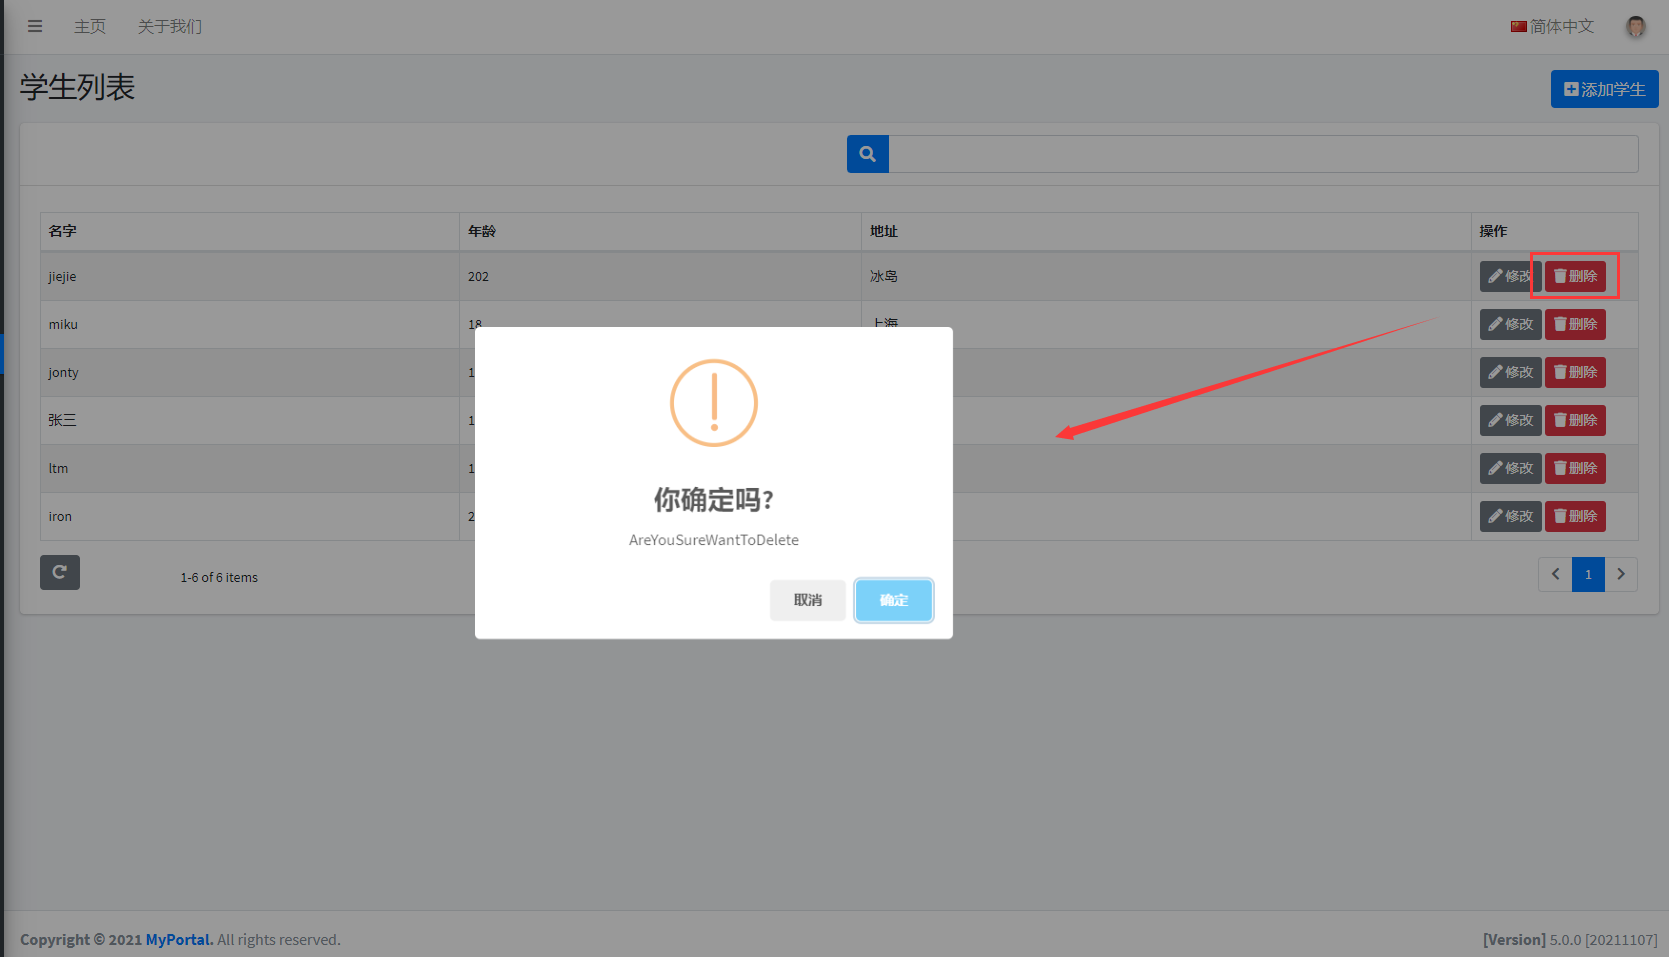 主页 关于我们 简体中文
学生列表 添加学生
名字 年龄 地址 操作
jiejie 202 冰岛 修改 删除
miku 18 上海 修改 删除
jonty 1 修改 删除
张三 1 修改 删除
ltm 1 修改 删除
iron 2 修改 删除
你确定吗?
AreYouSureWantToDelete
取消 确定
1-6 of 6 items 1
Copyright © 2021 MyPortal. All rights reserved. [Version] 5.0.0 [20211107]